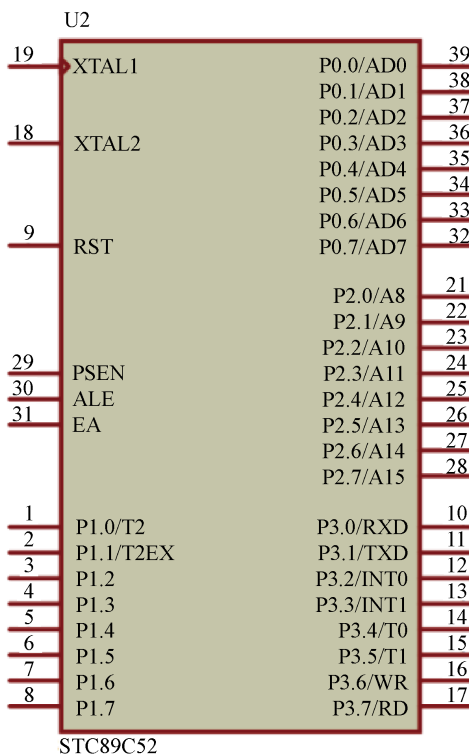 U2
19 XTAL1 P0.0/AD0 39
P0.1/AD1 38
P0.2/AD2 37
18 XTAL2 P0.3/AD3 36
P0.4/AD4 35
P0.5/AD5 34
P0.6/AD6 33
9 RST P0.7/AD7 32
P2.0/A8 21
P2.1/A9 22
P2.2/A10 23
29 PSEN P2.3/A11 24
30 ALE P2.4/A12 25
31 EA P2.5/A13 26
P2.6/A14 27
P2.7/A15 28
1 P1.0/T2 P3.0/RXD 10
2 P1.1/T2EX P3.1/TXD 11
3 P1.2 P3.2/INT0 12
4 P1.3 P3.3/INT1 13
5 P1.4 P3.4/T0 14
6 P1.5 P3.5/T1 15
7 P1.6 P3.6/WR 16
8 P1.7 P3.7/RD 17
STC89C52